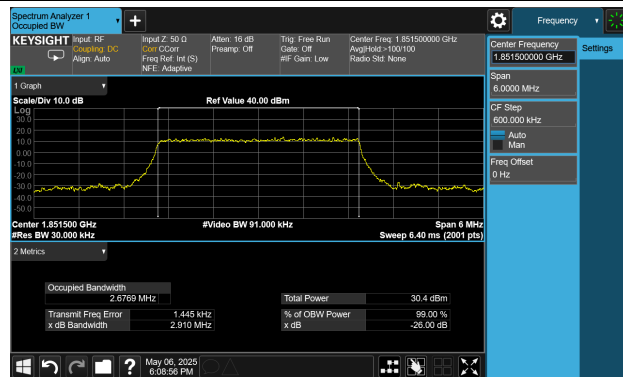 Spectrum Analyzer 1
Occupied BW
Frequency
KEYSIGHT
Input: RF
Coupling: DC
Align: Auto
Input Z: 50 Ω
Corr CCorr
Freq Ref: Int (S)
NFE: Adaptive
Atten: 16 dB
Preamp: Off
Trig: Free Run
Gate: Off
#IF Gain: Low
Center Freq: 1.851500000 GHz
Avg|Hold:>100/100
Radio Std: None
Center Frequency
1.851500000 GHz
Settings
Span
6.0000 MHz
CF Step
600.000 kHz
Auto
Man
Freq Offset
0 Hz
1 Graph
Scale/Div 10.0 dB
Ref Value 40.00 dBm
Log
30.0
20.0
10.0
0.00
-10.0
-20.0
-30.0
-40.0
-50.0
Center 1.851500 GHz
#Video BW 91.000 kHz
Span 6 MHz
#Res BW 30.000 kHz
Sweep 6.40 ms (2001 pts)
2 Metrics
Occupied Bandwidth
2.6769 MHz
Total Power
30.4 dBm
Transmit Freq Error
1.445 kHz
% of OBW Power
99.00 %
x dB Bandwidth
2.910 MHz
x dB
-26.00 dB
?
May 06, 2025
6:08:56 PM